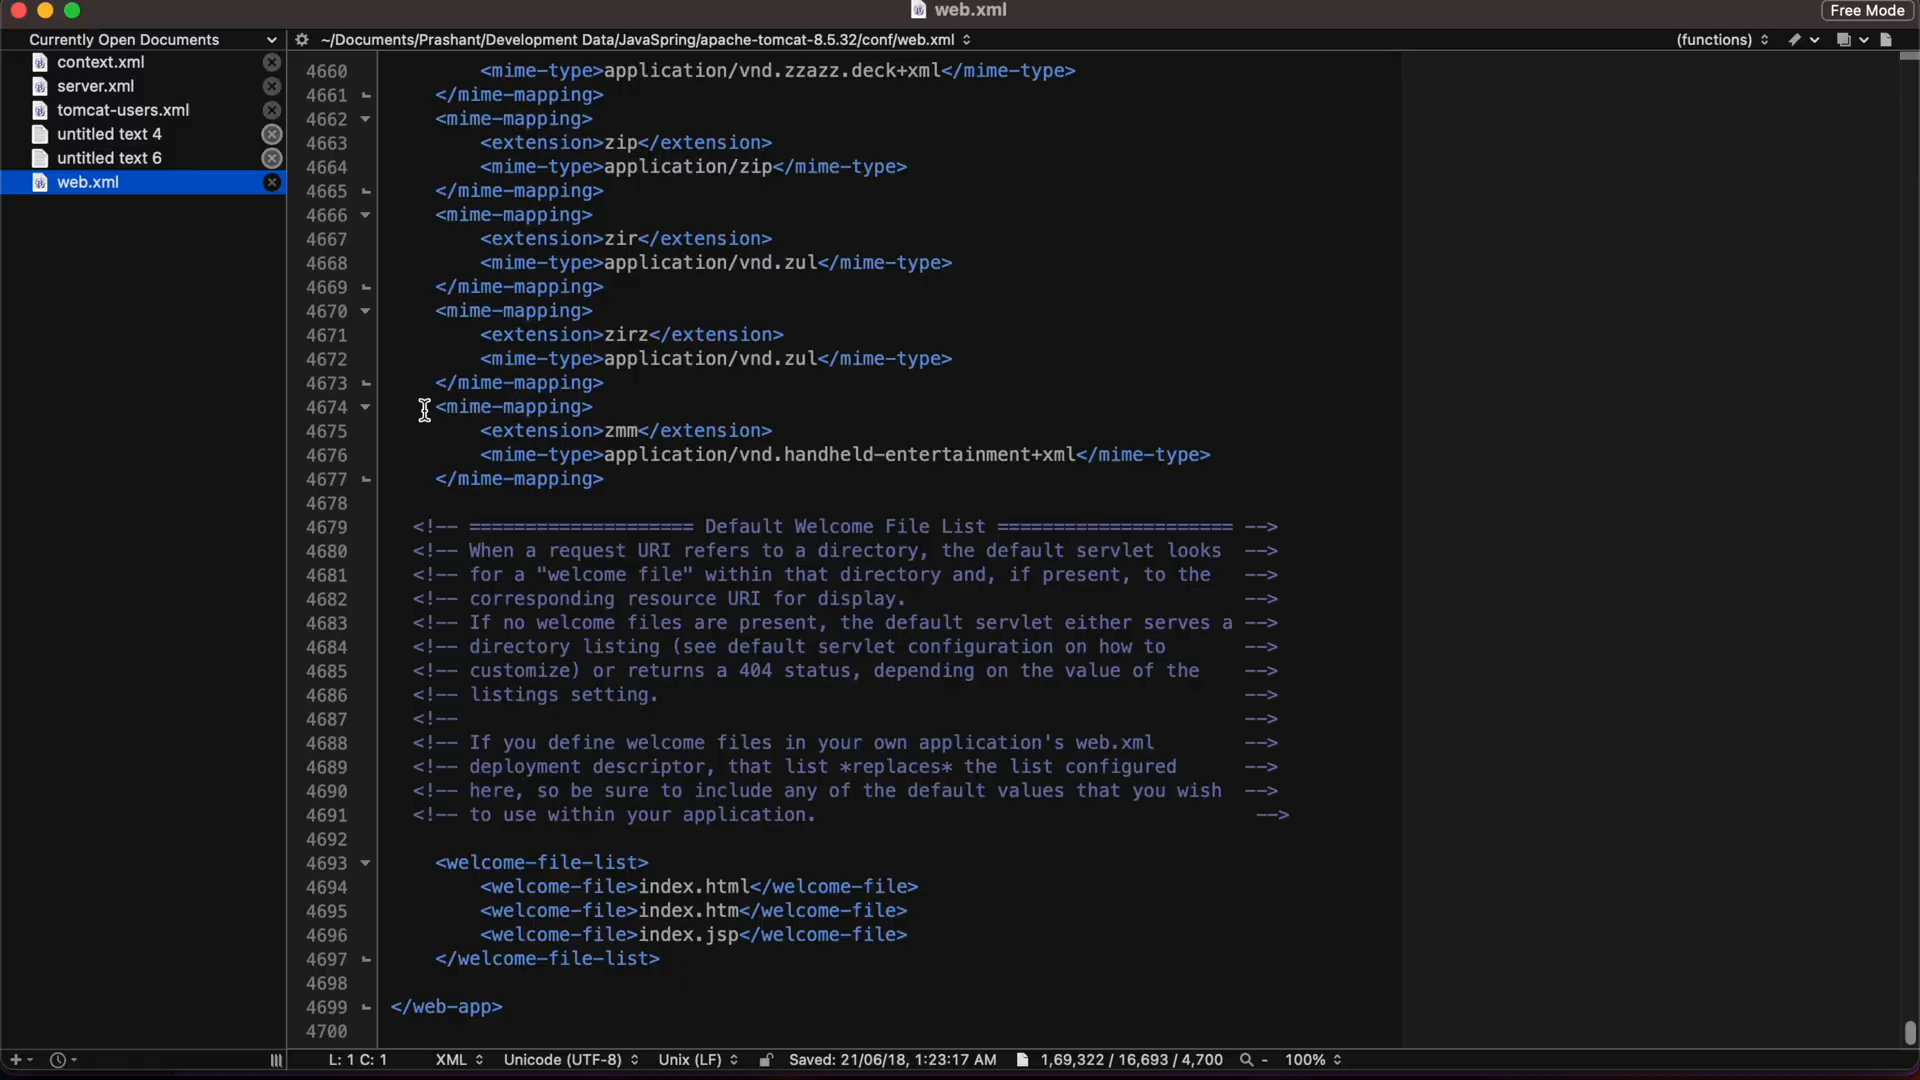 web.xml
Free Mode
Currently Open Documents
~/Documents/Prashant/Development Data/JavaSpring/apache-tomcat-8.5.32/conf/web.xml
(functions)
context.xml
server.xml
tomcat-users.xml
untitled text 4
untitled text 6
web.xml
4660 <mime-type>application/vnd.zzazz.deck+xml</mime-type>
4661 </mime-mapping>
4662 <mime-mapping>
4663 <extension>zip</extension>
4664 <mime-type>application/zip</mime-type>
4665 </mime-mapping>
4666 <mime-mapping>
4667 <extension>zir</extension>
4668 <mime-type>application/vnd.zul</mime-type>
4669 </mime-mapping>
4670 <mime-mapping>
4671 <extension>zirz</extension>
4672 <mime-type>application/vnd.zul</mime-type>
4673 </mime-mapping>
4674 <mime-mapping>
4675 <extension>zmm</extension>
4676 <mime-type>application/vnd.handheld-entertainment+xml</mime-type>
4677 </mime-mapping>
4678
4679 <!-- ==================== Default Welcome File List ===================== -->
4680 <!-- When a request URI refers to a directory, the default servlet looks -->
4681 <!-- for a "welcome file" within that directory and, if present, to the -->
4682 <!-- corresponding resource URI for display. -->
4683 <!-- If no welcome files are present, the default servlet either serves a -->
4684 <!-- directory listing (see default servlet configuration on how to -->
4685 <!-- customize) or returns a 404 status, depending on the value of the -->
4686 <!-- listings setting. -->
4687 <!-- -->
4688 <!-- If you define welcome files in your own application's web.xml -->
4689 <!-- deployment descriptor, that list *replaces* the list configured -->
4690 <!-- here, so be sure to include any of the default values that you wish -->
4691 <!-- to use within your application. -->
4692
4693 <welcome-file-list>
4694 <welcome-file>index.html</welcome-file>
4695 <welcome-file>index.htm</welcome-file>
4696 <welcome-file>index.jsp</welcome-file>
4697 </welcome-file-list>
4698
4699 </web-app>
4700
L: 1 C: 1 XML Unicode (UTF-8) Unix (LF) Saved: 21/06/18, 1:23:17 AM 1,69,322 / 16,693 / 4,700 - 100%